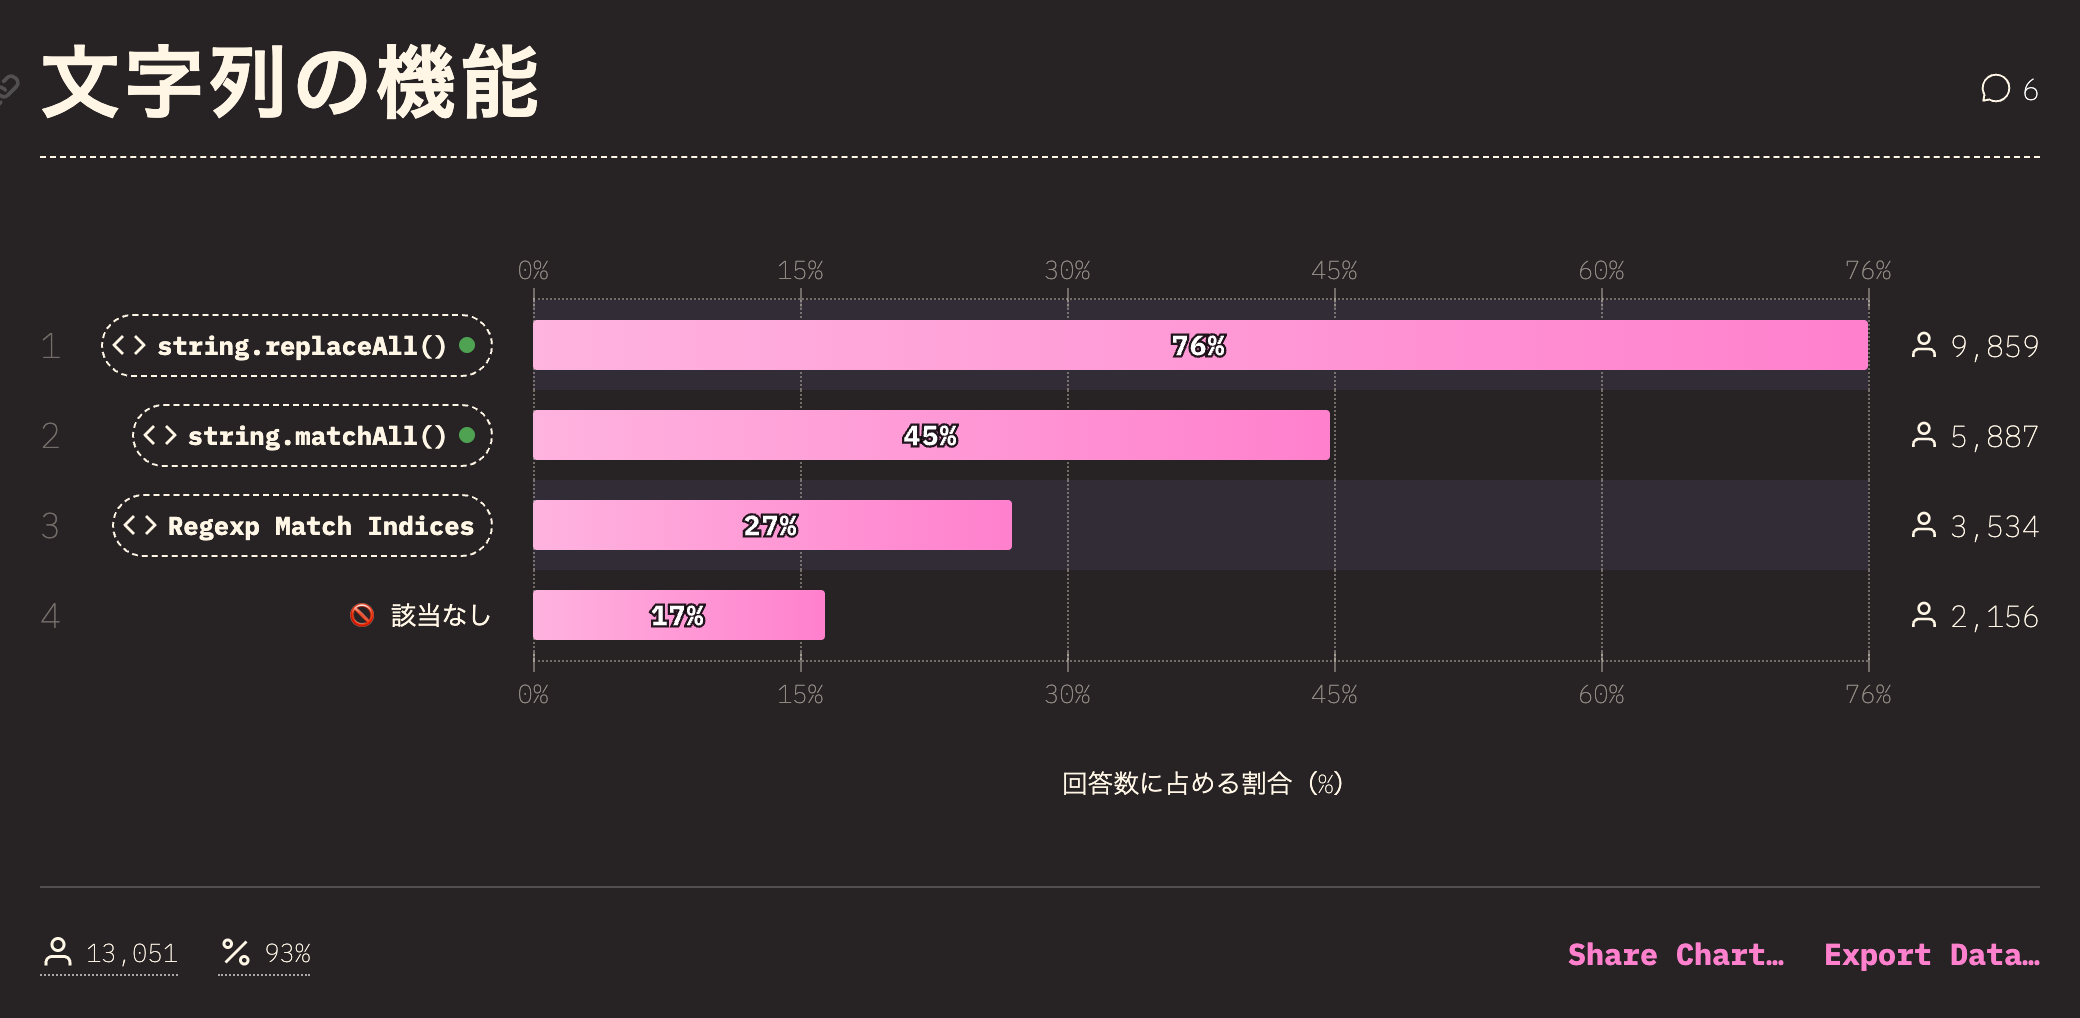 文字列の機能
6
0% 15% 30% 45% 60% 76%
1 <> string.replaceAll() 76% 9,859
2 <> string.matchAll() 45% 5,887
3 <> Regexp Match Indices 27% 3,534
4 🚫 該当なし 17% 2,156
0% 15% 30% 45% 60% 76%
回答数に占める割合 (%)
13,051 % 93% Share Chart… Export Data…